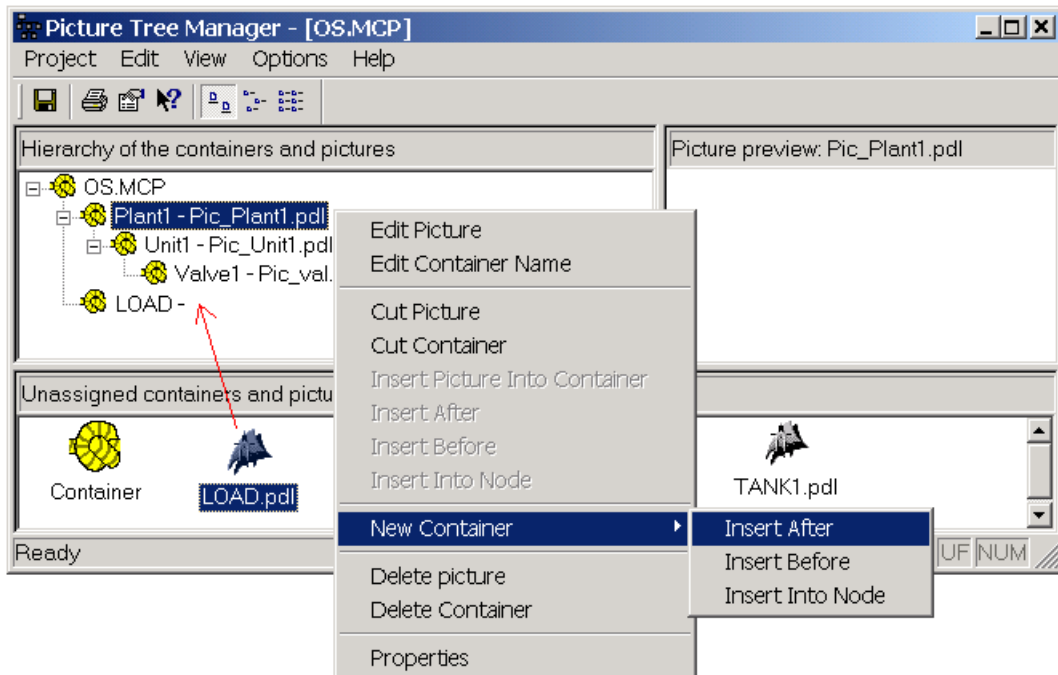 Picture Tree Manager - [OS.MCP]
Project Edit View Options Help
Hierarchy of the containers and pictures
Picture preview: Pic_Plant1.pdl
OS.MCP
Plant1 - Pic_Plant1.pdl
Unit1 - Pic_Unit1.pdl
Valve1 - Pic_val.
LOAD -
Edit Picture
Edit Container Name
Cut Picture
Cut Container
Insert Picture Into Container
Insert After
Insert Before
Insert Into Node
New Container
Delete picture
Delete Container
Properties
Insert After
Insert Before
Insert Into Node
Unassigned containers and pictu
Container
LOAD.pdl
TANK1.pdl
Ready
UF NUM